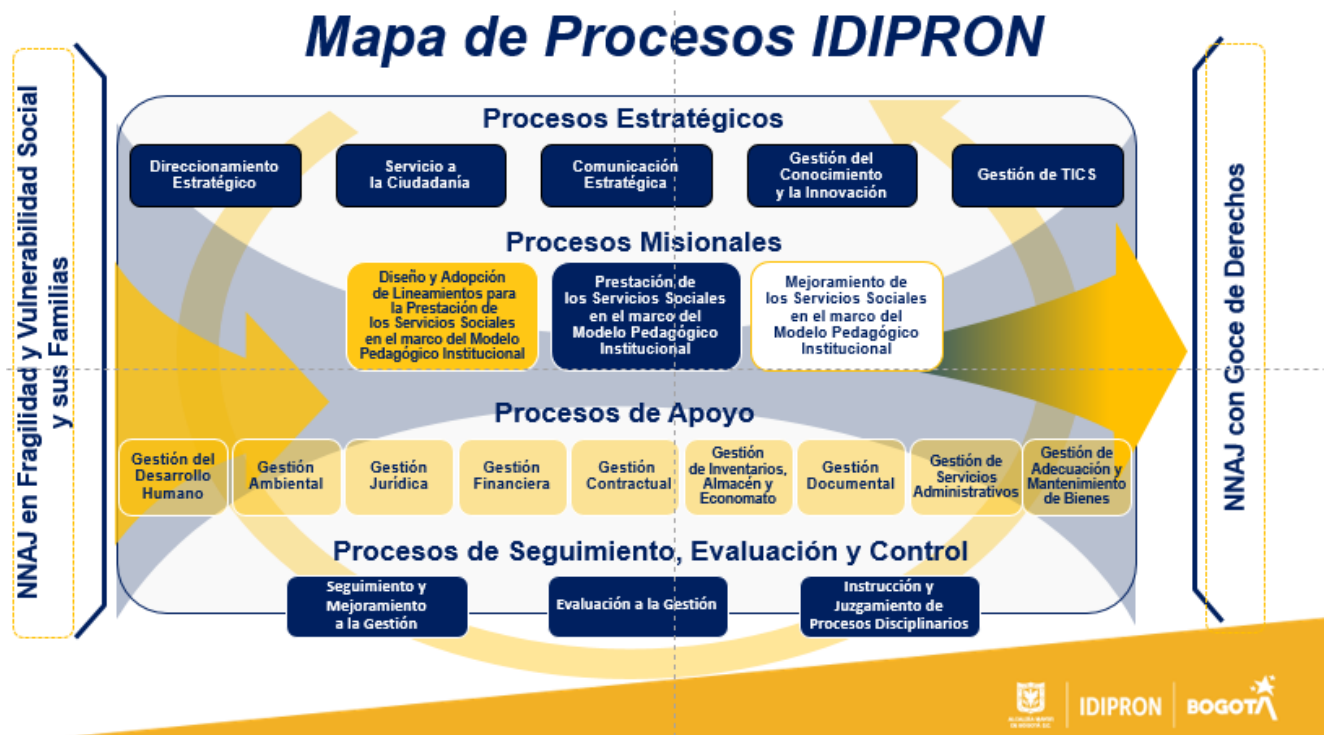 Mapa de Procesos IDIPRON
NNAJ en Fragilidad y Vulnerabilidad Social
y sus Familias
Procesos Estratégicos
Direccionamiento
Estratégico
Servicio a
la Ciudadanía
Comunicación
Estratégica
Gestión del
Conocimiento
y la Innovación
Gestión de TICS
Procesos Misionales
Diseño y Adopción
de Lineamientos para
la Prestación de
los Servicios Sociales
en el marco del Modelo
Pedagógico Institucional
Prestación de
los Servicios Sociales
en el marco del
Modelo Pedagógico
Institucional
Mejoramiento de
los Servicios Sociales
en el marco del
Modelo Pedagógico
Institucional
Procesos de Apoyo
Gestión del
Desarrollo
Humano
Gestión
Ambiental
Gestión
Jurídica
Gestión
Financiera
Gestión
Contractual
Gestión
de Inventarios,
Almacén y
Economato
Gestión
Documental
Gestión de
Servicios
Administrativos
Gestión de
Adecuación y
Mantenimiento
de Bienes
Procesos de Seguimiento, Evaluación y Control
Seguimiento y
Mejoramiento
a la Gestión
Evaluación a la Gestión
Instrucción y
Juzgamiento de
Procesos Disciplinarios
NNAJ con Goce de Derechos
ALCALDÍA MAYOR
DE BOGOTÁ D.C.
IDIPRON
BOGOTÁ